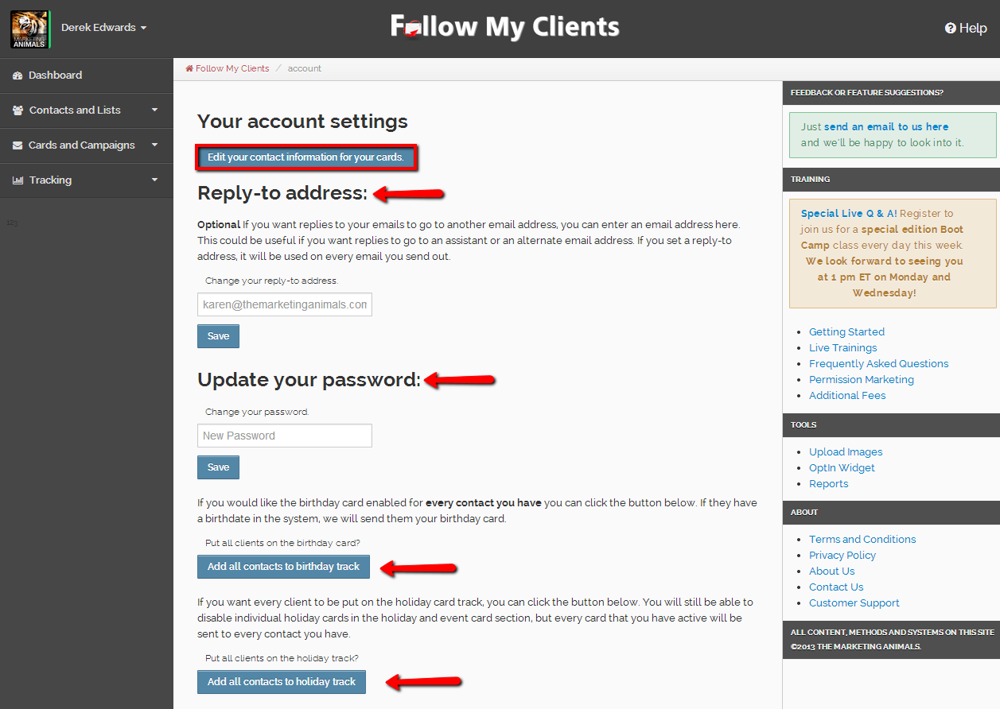 MARKETING
ANIMALS
Derek Edwards
Follow My Clients
Help
Dashboard
Contacts and Lists
Cards and Campaigns
Tracking
123
Follow My Clients / account
Your account settings
Edit your contact information for your cards.
Reply-to address:
Optional If you want replies to your emails to go to another email address, you can enter an email address here.
This could be useful if you want replies to go to an assistant or an alternate email address. If you set a reply-to
address, it will be used on every email you send out.
Change your reply-to address.
karen@themarketinganimals.com
Save
Update your password:
Change your password.
New Password
Save
If you would like the birthday card enabled for every contact you have you can click the button below. If they have
a birthdate in the system, we will send them your birthday card.
Put all clients on the birthday card?
Add all contacts to birthday track
If you want every client to be put on the holiday card track, you can click the button below. You will still be able to
disable individual holiday cards in the holiday and event card section, but every card that you have active will be
sent to every contact you have.
Put all clients on the holiday track?
Add all contacts to holiday track
FEEDBACK OR FEATURE SUGGESTIONS?
Just send an email to us here
and we'll be happy to look into it.
TRAINING
Special Live Q & A! Register to
join us for a special edition Boot
Camp class every day this week.
We look forward to seeing you
at 1 pm ET on Monday and
Wednesday!
Getting Started
Live Trainings
Frequently Asked Questions
Permission Marketing
Additional Fees
TOOLS
Upload Images
OptIn Widget
Reports
ABOUT
Terms and Conditions
Privacy Policy
About Us
Contact Us
Customer Support
ALL CONTENT, METHODS AND SYSTEMS ON THIS SITE
©2013 THE MARKETING ANIMALS.